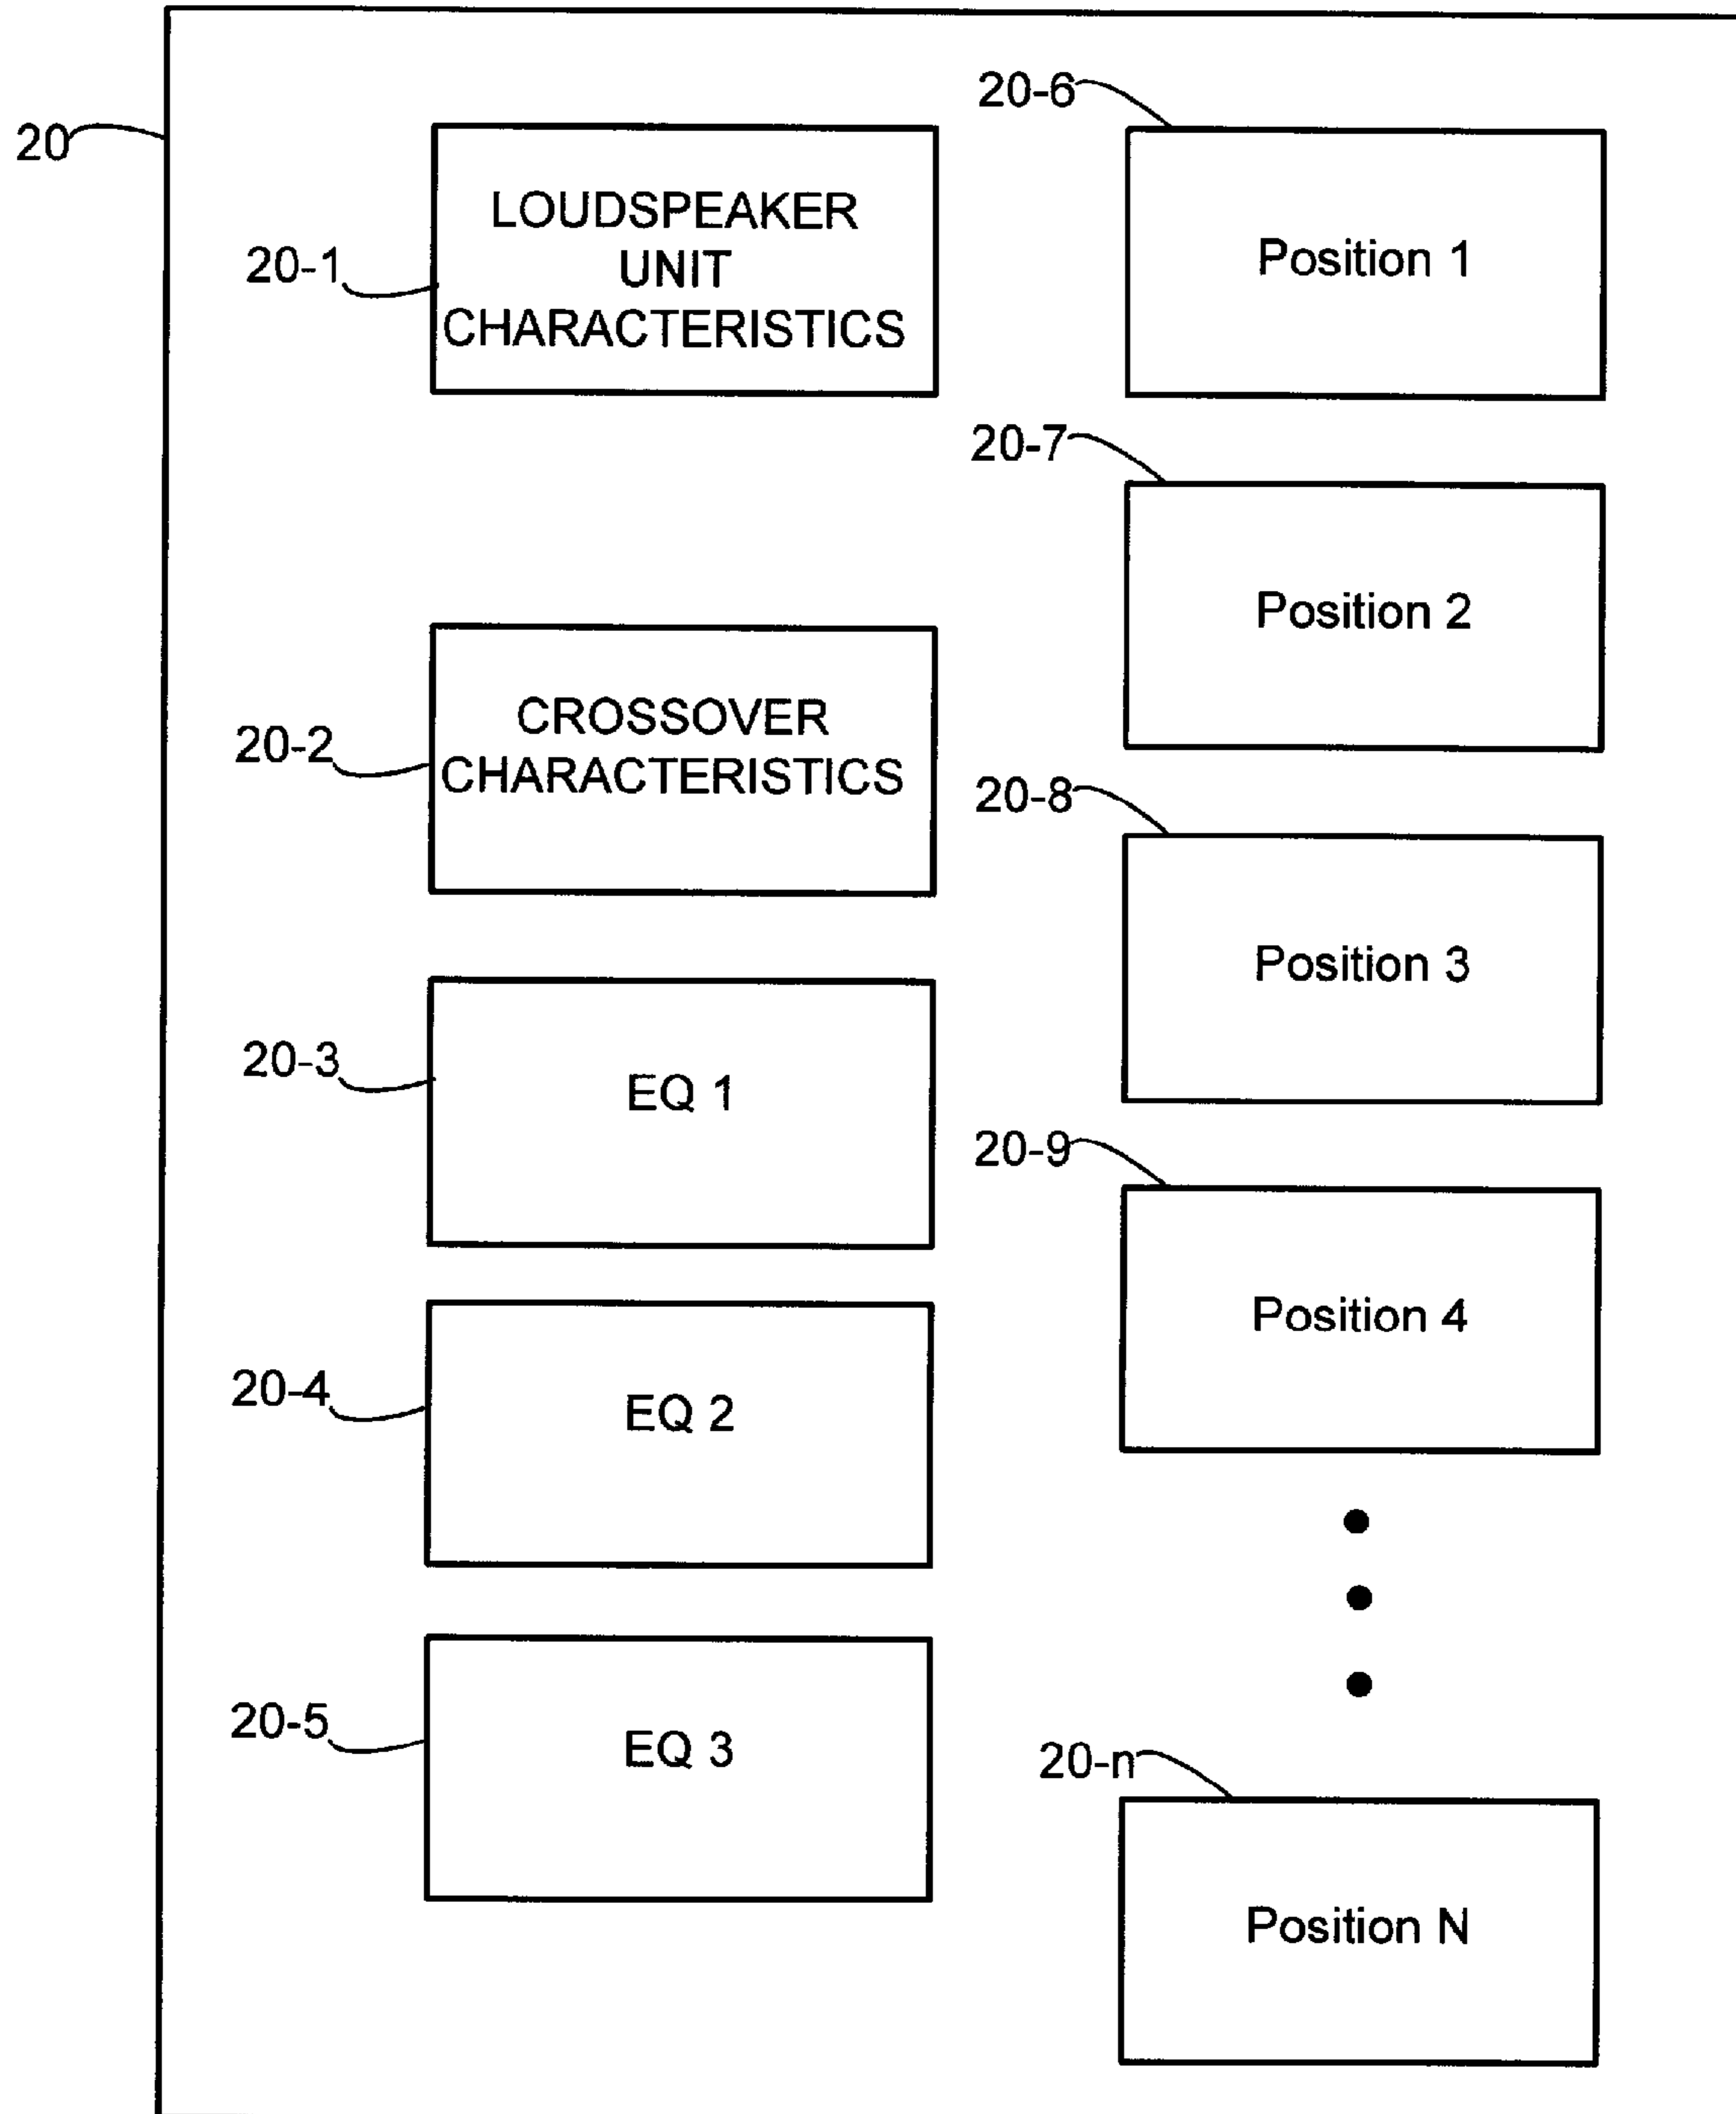 20
20-1
LOUDSPEAKER
UNIT
CHARACTERISTICS
20-2
CROSSOVER
CHARACTERISTICS
20-3
EQ 1
20-4
EQ 2
20-5
EQ 3
20-6
Position 1
20-7
Position 2
20-8
Position 3
20-9
Position 4
20-n
Position N